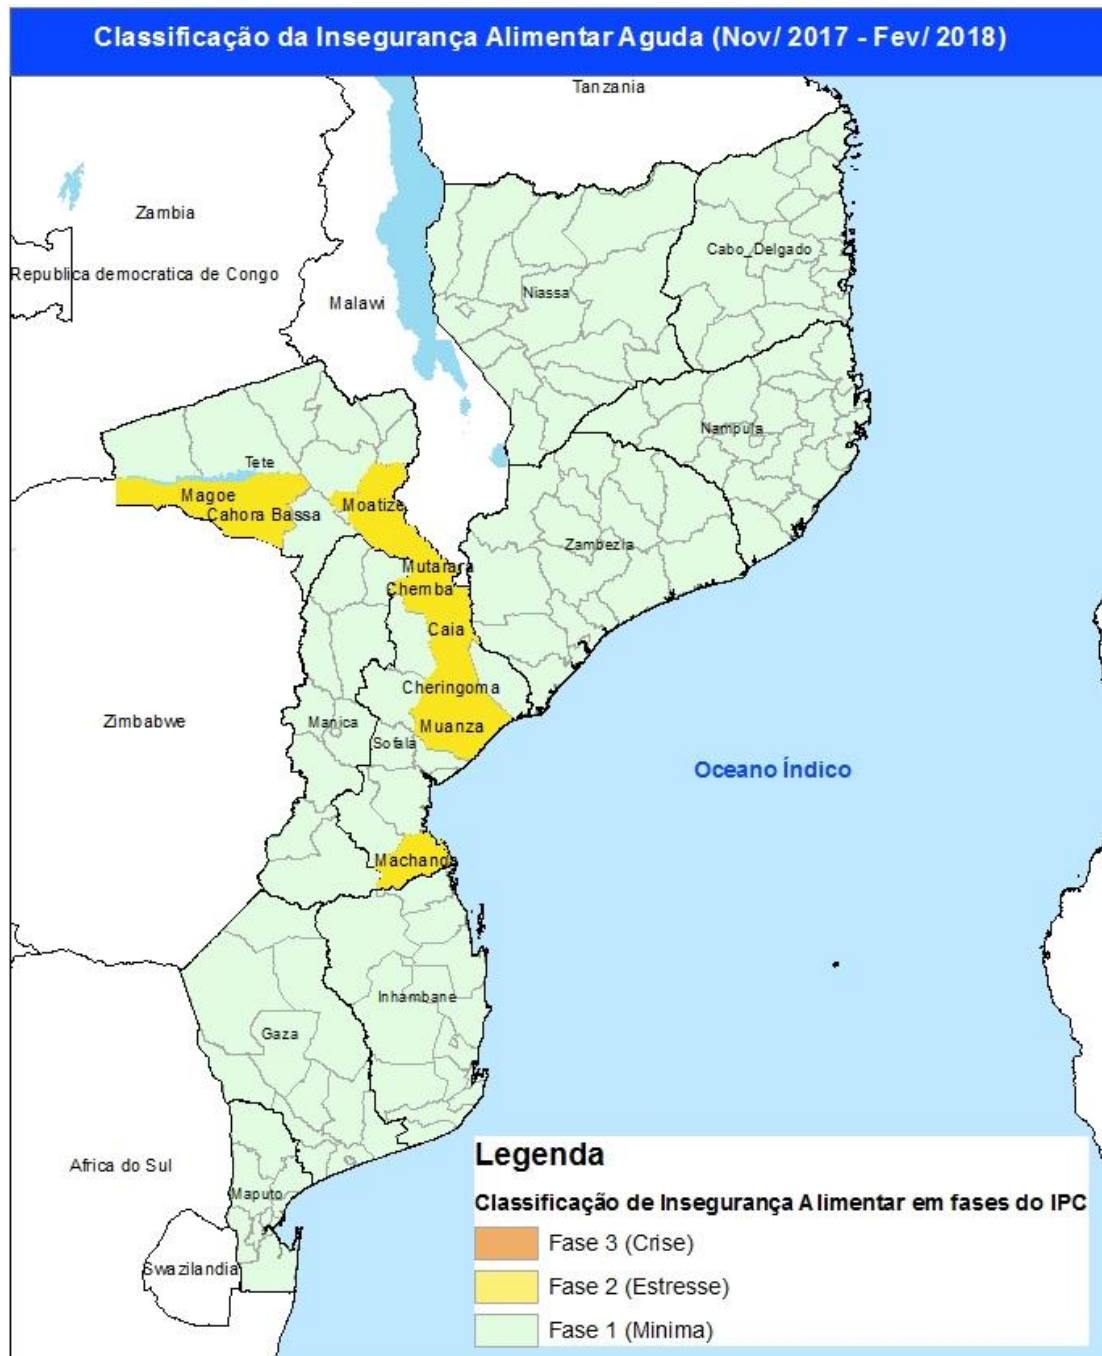 Classificação da Insegurança Alimentar Aguda (Nov/ 2017 - Fev/ 2018)
Tanzania
Zambia
Cabo_Delgado
Republica democratica de Congo
Niassa
Malawi
Nampula
Tete
Magoe
Moatize
Cahora Bassa
Zambezia
Mutarara
Chemba
Caia
Cheringoma
Zimbabwe
Manica
Muanza
Sofala
Oceano Índico
Machanga
Inhambane
Gaza
Africa do Sul
Maputo
Swazilandia
Legenda
Classificação de Insegurança Alimentar em fases do IPC
Fase 3 (Crise)
Fase 2 (Estresse)
Fase 1 (Minima)